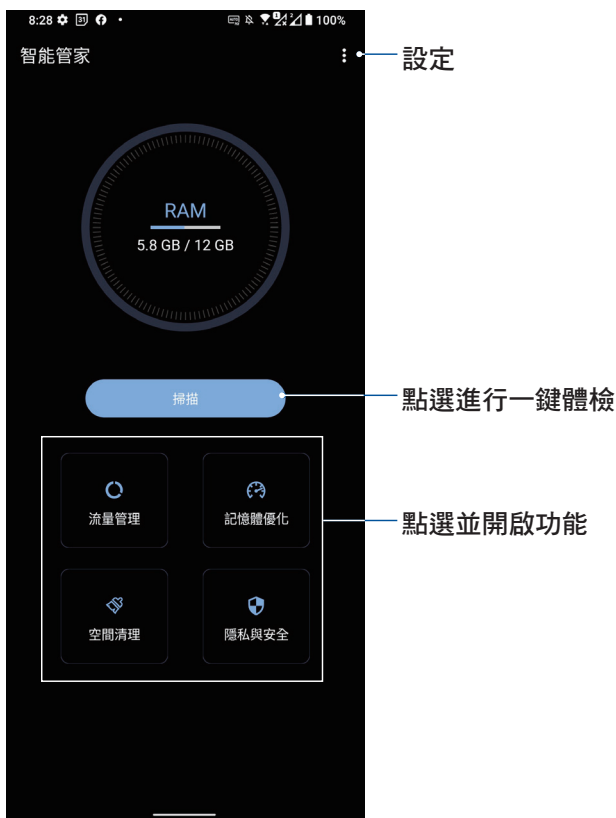 8:28
31
100%
智能管家
設定
RAM
5.8 GB / 12 GB
掃描
點選進行一鍵體檢
流量管理
記憶體優化
點選並開啟功能
空間清理
隱私與安全